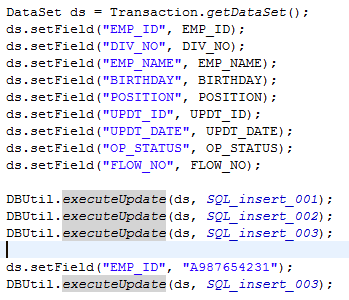 DataSet ds = Transaction.getDataSet();
ds.setField("EMP_ID", EMP_ID);
ds.setField("DIV_NO", DIV_NO);
ds.setField("EMP_NAME", EMP_NAME);
ds.setField("BIRTHDAY", BIRTHDAY);
ds.setField("POSITION", POSITION);
ds.setField("UPDT_ID", UPDT_ID);
ds.setField("UPDT_DATE", UPDT_DATE);
ds.setField("OP_STATUS", OP_STATUS);
ds.setField("FLOW_NO", FLOW_NO);
DBUtil.executeUpdate(ds, SQL_insert_001);
DBUtil.executeUpdate(ds, SQL_insert_002);
DBUtil.executeUpdate(ds, SQL_insert_003);
ds.setField("EMP_ID", "A987654231");
DBUtil.executeUpdate(ds, SQL_insert_003);